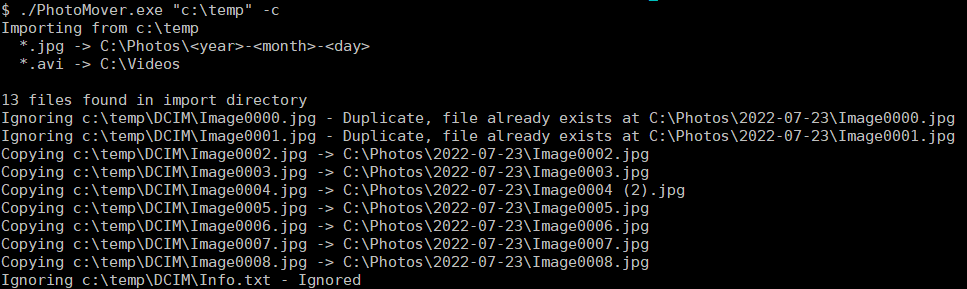 $ ./PhotoMover.exe "c:\temp" -c
Importing from c:\temp
*.jpg -> C:\Photos\<year>-<month>-<day>
*.avi -> C:\Videos
13 files found in import directory
Ignoring c:\temp\DCIM\Image0000.jpg - Duplicate, file already exists at C:\Photos\2022-07-23\Image0000.jpg
Ignoring c:\temp\DCIM\Image0001.jpg - Duplicate, file already exists at C:\Photos\2022-07-23\Image0001.jpg
Copying c:\temp\DCIM\Image0002.jpg -> C:\Photos\2022-07-23\Image0002.jpg
Copying c:\temp\DCIM\Image0003.jpg -> C:\Photos\2022-07-23\Image0003.jpg
Copying c:\temp\DCIM\Image0004.jpg -> C:\Photos\2022-07-23\Image0004 (2).jpg
Copying c:\temp\DCIM\Image0005.jpg -> C:\Photos\2022-07-23\Image0005.jpg
Copying c:\temp\DCIM\Image0006.jpg -> C:\Photos\2022-07-23\Image0006.jpg
Copying c:\temp\DCIM\Image0007.jpg -> C:\Photos\2022-07-23\Image0007.jpg
Copying c:\temp\DCIM\Image0008.jpg -> C:\Photos\2022-07-23\Image0008.jpg
Ignoring c:\temp\DCIM\Info.txt - Ignored